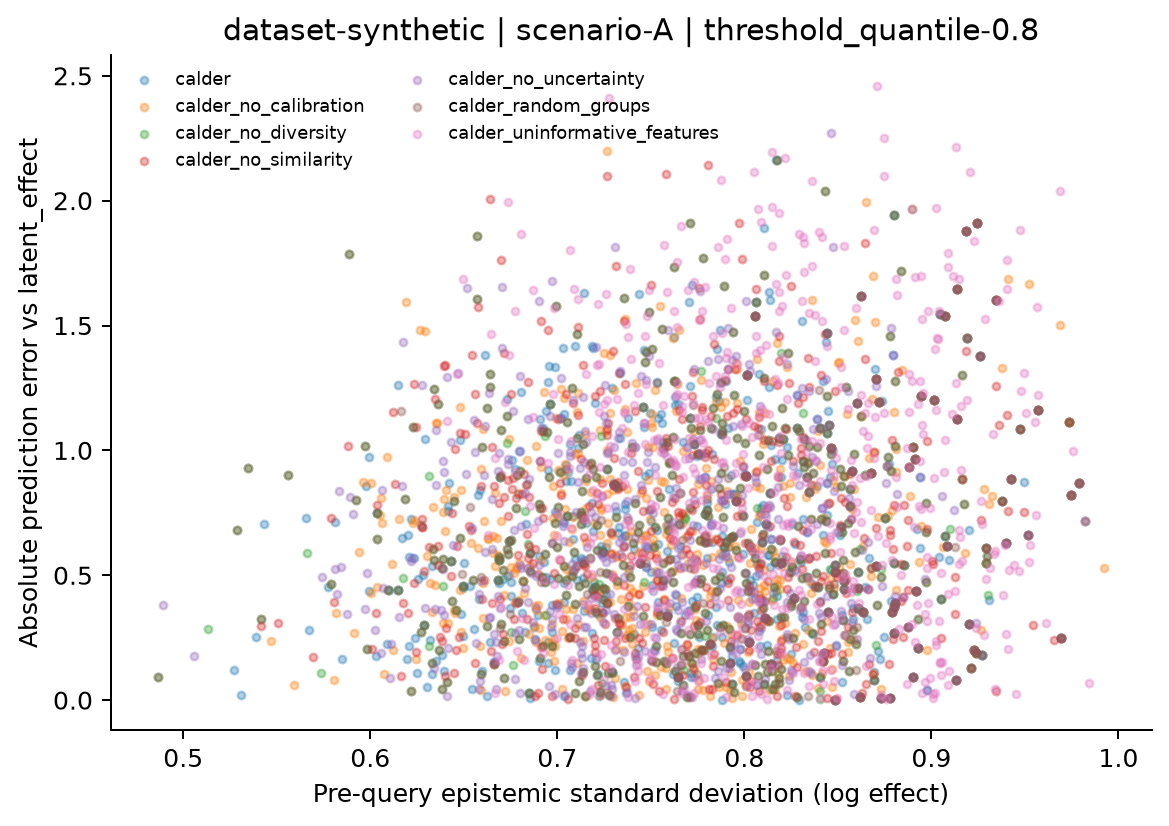 dataset-synthetic | scenario-A | threshold_quantile-0.8
calder
calder_no_calibration
calder_no_diversity
calder_no_similarity
calder_no_uncertainty
calder_random_groups
calder_uninformative_features
Absolute prediction error vs latent_effect
2.5
2.0
1.5
1.0
0.5
0.0
0.5
0.6
0.7
0.8
0.9
1.0
Pre-query epistemic standard deviation (log effect)